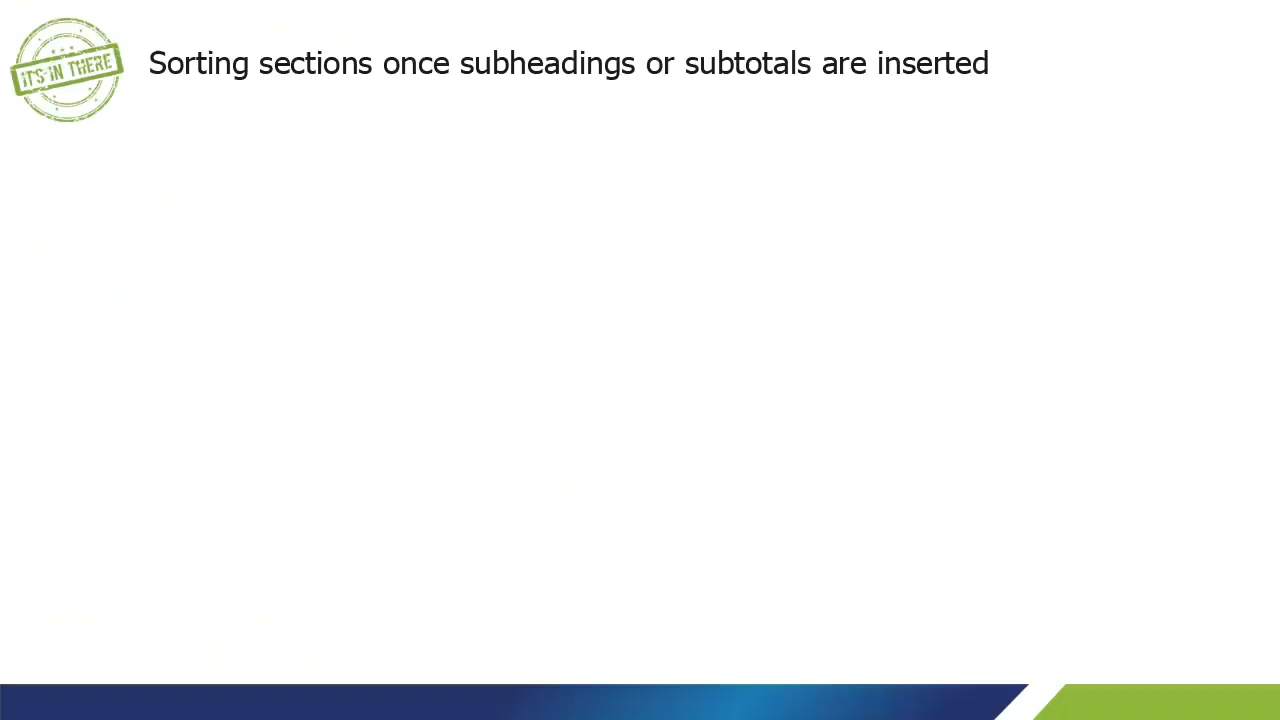 IT'S IN THERE
Sorting sections once subheadings or subtotals are inserted